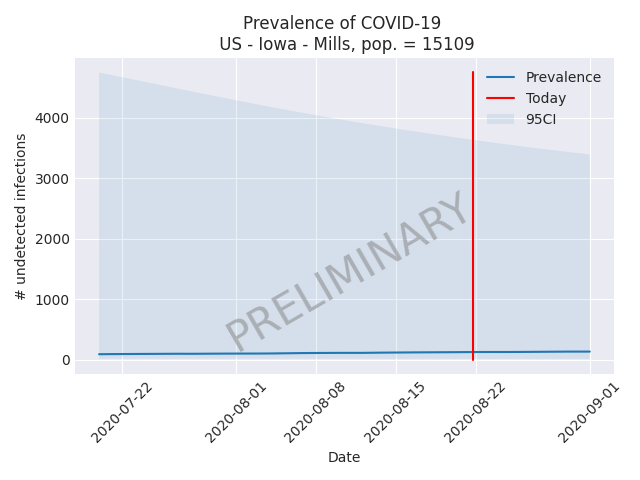 Prevalence of COVID-19
US - Iowa - Mills, pop. = 15109
Prevalence
Today
95CI
# undetected infections
4000
3000
2000
1000
0
PRELIMINARY
2020-07-22
2020-08-01
2020-08-08
2020-08-15
2020-08-22
2020-09-01
Date